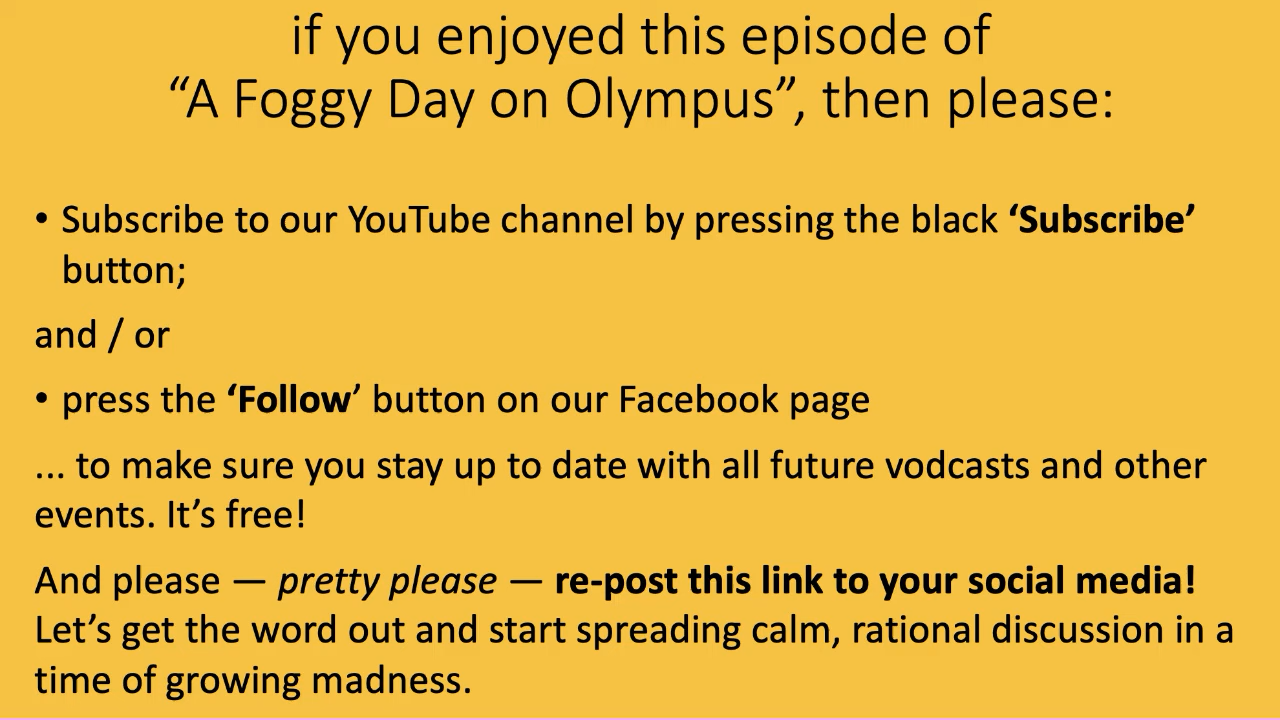 if you enjoyed this episode of
“A Foggy Day on Olympus”, then please:
• Subscribe to our YouTube channel by pressing the black ‘Subscribe’
button;
and / or
• press the ‘Follow’ button on our Facebook page
... to make sure you stay up to date with all future vodcasts and other
events. It’s free!
And please — pretty please — re-post this link to your social media!
Let’s get the word out and start spreading calm, rational discussion in a
time of growing madness.